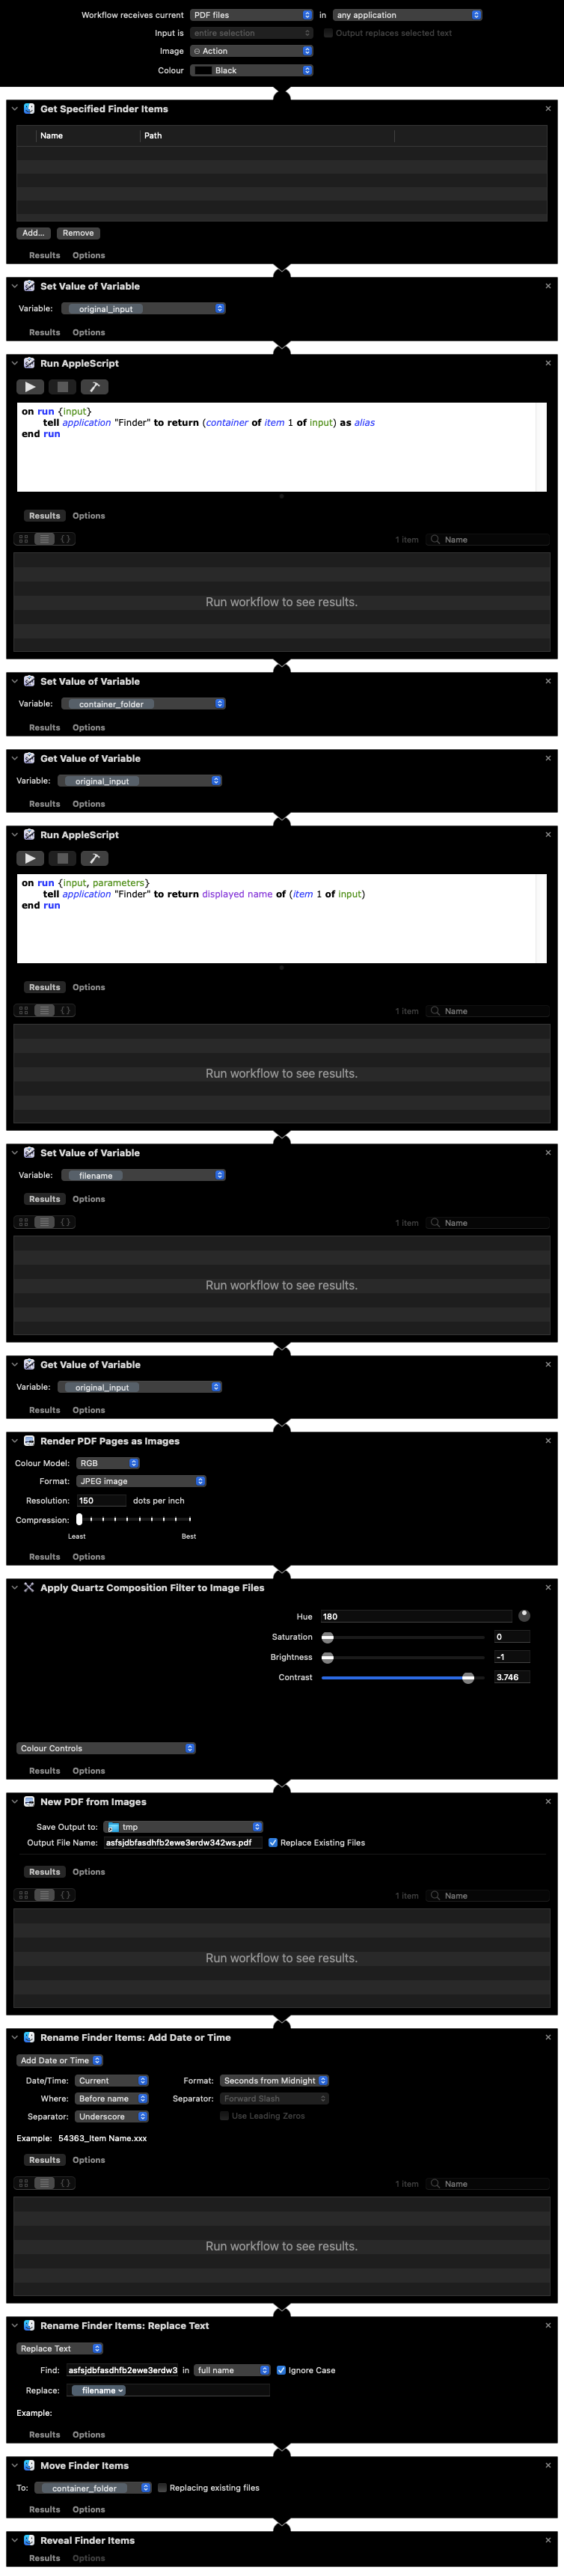 Workflow receives current PDF files in any application
Input is entire selection Output replaces selected text
Image Action
Colour Black
Get Specified Finder Items
Name Path
Add... Remove
Results Options
Set Value of Variable
Variable: original_input
Results Options
Run AppleScript
on run {input}
tell application "Finder" to return (container of item 1 of input) as alias
end run
Results Options
1 item Name
Run workflow to see results.
Set Value of Variable
Variable: container_folder
Results Options
Get Value of Variable
Variable: original_input
Results Options
Run AppleScript
on run {input, parameters}
tell application "Finder" to return displayed name of (item 1 of input)
end run
Results Options
1 item Name
Run workflow to see results.
Set Value of Variable
Variable: filename
Results Options
1 item Name
Run workflow to see results.
Get Value of Variable
Variable: original_input
Results Options
Render PDF Pages as Images
Colour Model: RGB
Format: JPEG image
Resolution: 150 dots per inch
Compression:
Least Best
Results Options
Apply Quartz Composition Filter to Image Files
Hue 180
Saturation 0
Brightness -1
Contrast 3.746
Colour Controls
Results Options
New PDF from Images
Save Output to: tmp
Output File Name: asfsjdbfasdhfb2ewe3erdw342ws.pdf Replace Existing Files
Results Options
1 item Name
Run workflow to see results.
Rename Finder Items: Add Date or Time
Add Date or Time
Date/Time: Current Format: Seconds from Midnight
Where: Before name Separator: Forward Slash
Separator: Underscore Use Leading Zeros
Example: 54363_Item Name.xxx
Results Options
1 item Name
Run workflow to see results.
Rename Finder Items: Replace Text
Replace Text
Find: asfsjdbfasdhfb2ewe3erdw3 in full name Ignore Case
Replace: filename
Example:
Results Options
Move Finder Items
To: container_folder Replacing existing files
Results Options
Reveal Finder Items
Results Options